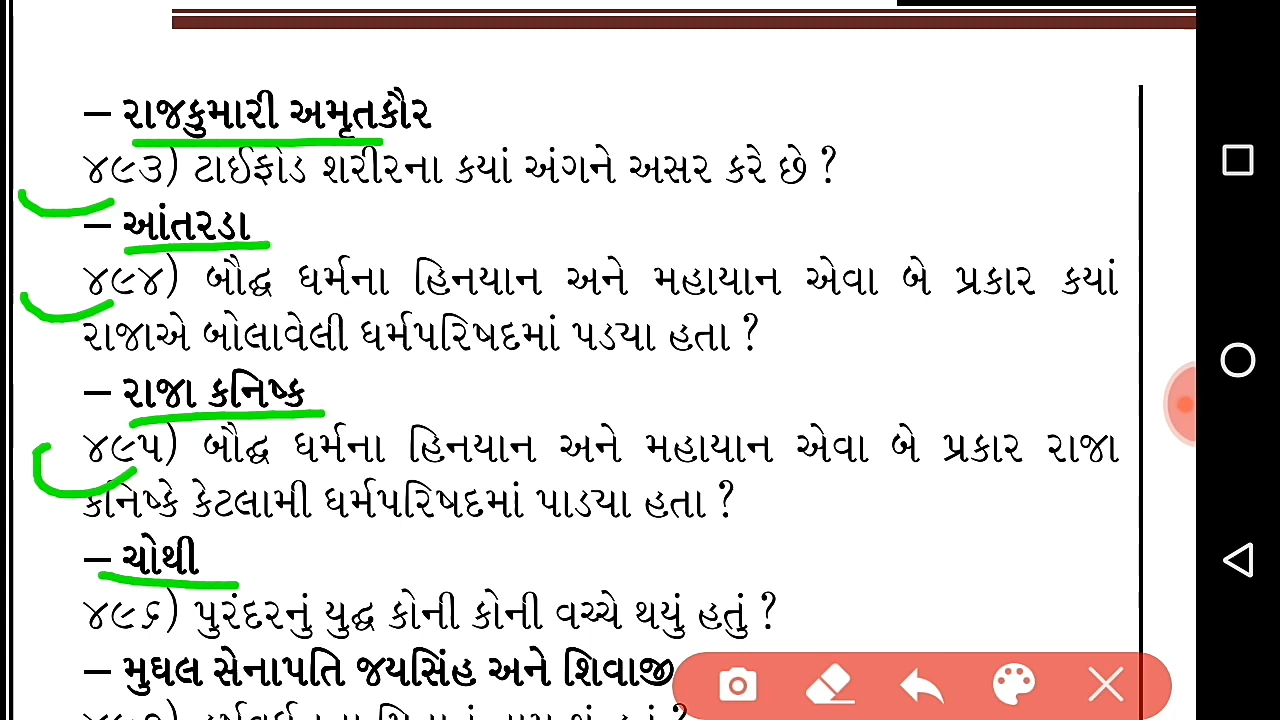 – રાજકુમારી અમૃતકૌર
૪૯૩) ટાઈફોડ શરીરના કયાં અંગને અસર કરે છે ?
– આંતરડા
૪૯૪) બૌદ્ધ ધર્મના હિનયાન અને મહાયાન એવા બે પ્રકાર કયાં
રાજાએ બોલાવેલી ધર્મપરિષદમાં પડયા હતા ?
– રાજા કનિષ્ક
૪૯૫) બૌદ્ધ ધર્મના હિનયાન અને મહાયાન એવા બે પ્રકાર રાજા
કનિષ્કે કેટલામી ધર્મપરિષદમાં પાડયા હતા ?
– ચોથી
૪૯૬) પુરંદરનું યુદ્ધ કોની કોની વચ્ચે થયું હતું ?
– મુઘલ સેનાપતિ જયસિંહ અને શિવાજી